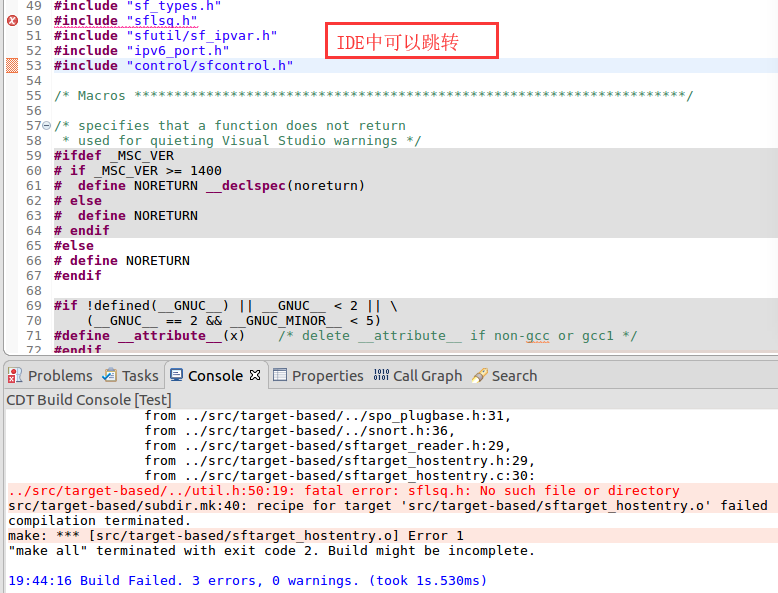 49 #include "sf_types.h"
50 #include "sflsq.h"
51 #include "sfutil/sf_ipvar.h"
IDE中可以跳转
52 #include "ipv6_port.h"
53 #include "control/sfcontrol.h"
54
55 /* Macros *********************************************************************/
56
57 /* specifies that a function does not return
58  * used for quieting Visual Studio warnings */
59 #ifdef _MSC_VER
60 # if _MSC_VER >= 1400
61 #  define NORETURN __declspec(noreturn)
62 # else
63 #  define NORETURN
64 # endif
65 #else
66 # define NORETURN
67 #endif
68
69 #if !defined(__GNUC__) || __GNUC__ < 2 || \
70     (__GNUC__ == 2 && __GNUC_MINOR__ < 5)
71 #define __attribute__(x)    /* delete __attribute__ if non-gcc or gcc1 */
72 #endif
Problems Tasks Console Properties Call Graph Search
CDT Build Console [Test]
from ../src/target-based/../spo_plugbase.h:31,
from ../src/target-based/../snort.h:36,
from ../src/target-based/sftarget_reader.h:29,
from ../src/target-based/sftarget_hostentry.h:29,
from ../src/target-based/sftarget_hostentry.c:30:
../src/target-based/../util.h:50:19: fatal error: sflsq.h: No such file or directory
src/target-based/subdir.mk:40: recipe for target 'src/target-based/sftarget_hostentry.o' failed
compilation terminated.
make: *** [src/target-based/sftarget_hostentry.o] Error 1
"make all" terminated with exit code 2. Build might be incomplete.
19:44:16 Build Failed. 3 errors, 0 warnings. (took 1s.530ms)